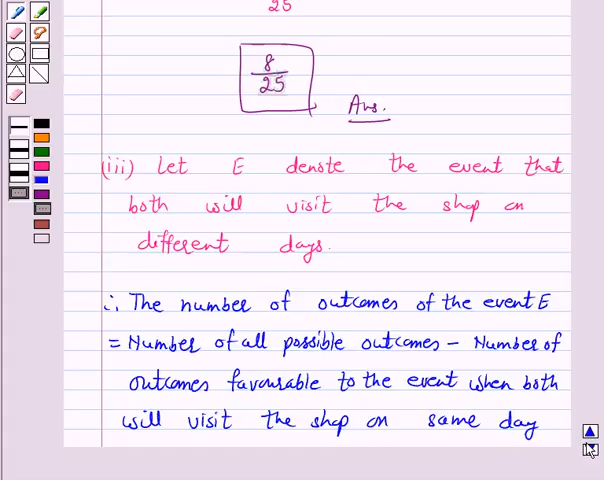 25
8
25
Ans.
(iii) Let E denote the event that
both will visit the shop on
different days.
∴ The number of outcomes of the event E
= Number of all possible outcomes - Number of
outcomes favourable to the event when both
will visit the shop on same day